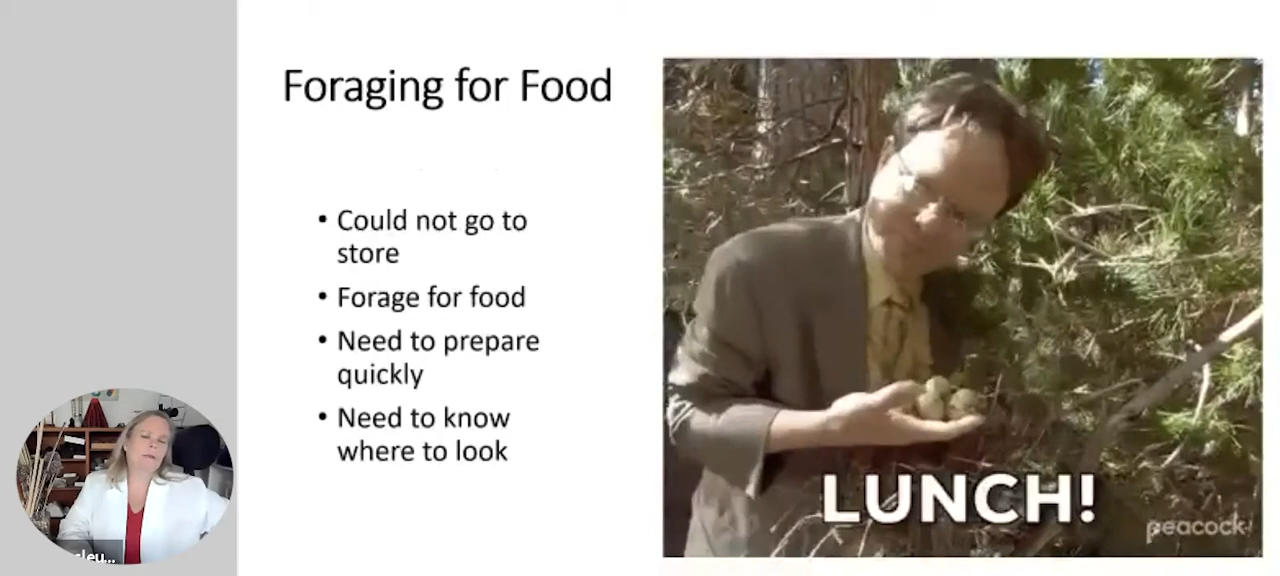 Foraging for Food
• Could not go to
store
• Forage for food
• Need to prepare
quickly
• Need to know
where to look
LUNCH!
peacock
sleu...